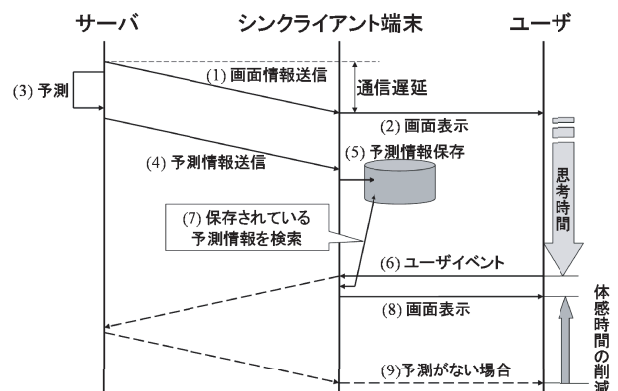 サーバ
シンクライアント端末
ユーザ
(1) 画面情報送信
通信遅延
(3) 予測
(2) 画面表示
(4) 予測情報送信
(5) 予測情報保存
思考時間
(7) 保存されている
予測情報を検索
(6) ユーザイベント
(8) 画面表示
体感時間の削減
(9)予測がない場合